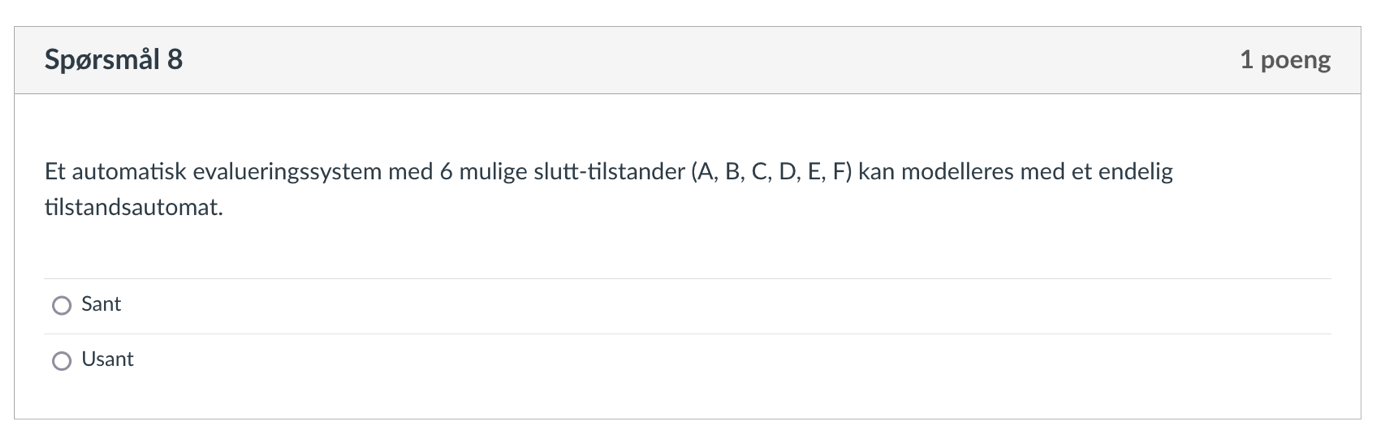 Spørsmål 8
1 poeng
Et automatisk evalueringssystem med 6 mulige slutt-tilstander (A, B, C, D, E, F) kan modelleres med et endelig
tilstandsautomat.
Sant
Usant